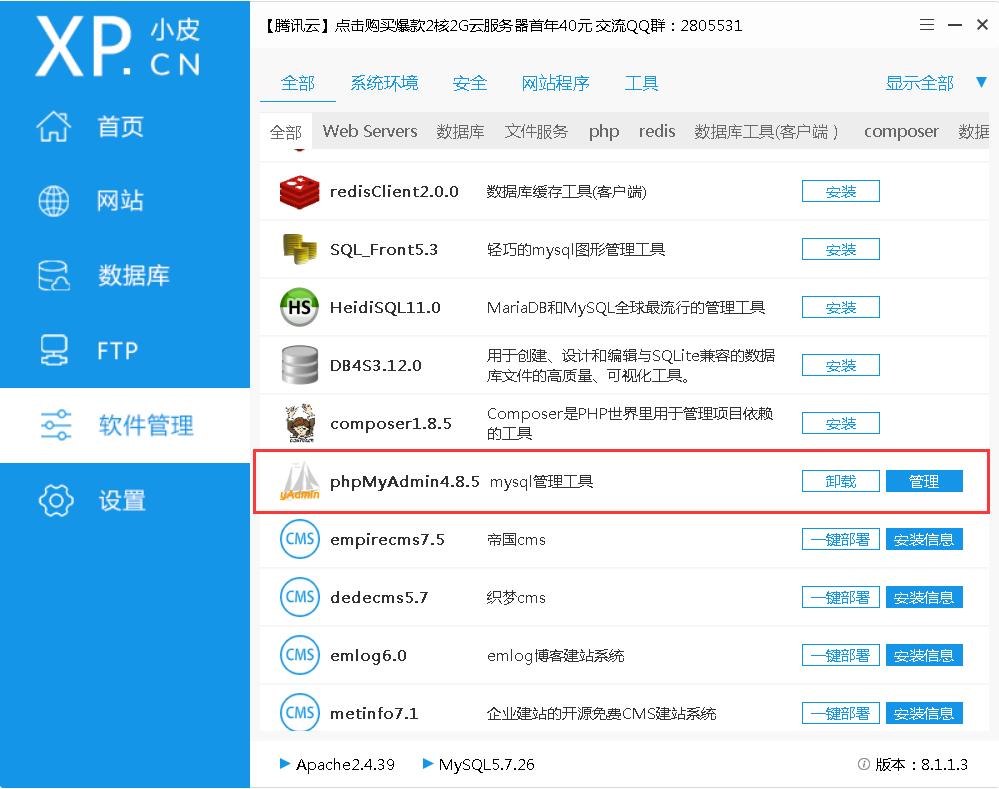 XP.CN 小皮
【腾讯云】点击购买爆款2核2G云服务器首年40元 交流QQ群：2805531
首页
网站
数据库
FTP
软件管理
设置
全部 系统环境 安全 网站程序 工具 显示全部
全部 Web Servers 数据库 文件服务 php redis 数据库工具(客户端) composer 数据
redisClient2.0.0 数据库缓存工具(客户端) 安装
SQL_Front5.3 轻巧的mysql图形管理工具 安装
HS HeidiSQL11.0 MariaDB和MySQL全球最流行的管理工具 安装
DB4S3.12.0 用于创建、设计和编辑与SQLite兼容的数据 安装
库文件的高质量、可视化工具。
composer1.8.5 Composer是PHP世界里用于管理项目依赖 安装
的工具
yAdmin phpMyAdmin4.8.5 mysql管理工具 卸载 管理
CMS empirecms7.5 帝国cms 一键部署 安装信息
CMS dedecms5.7 织梦cms 一键部署 安装信息
CMS emlog6.0 emlog博客建站系统 一键部署 安装信息
CMS metinfo7.1 企业建站的开源免费CMS建站系统 一键部署 安装信息
Apache2.4.39 MySQL5.7.26 版本：8.1.1.3